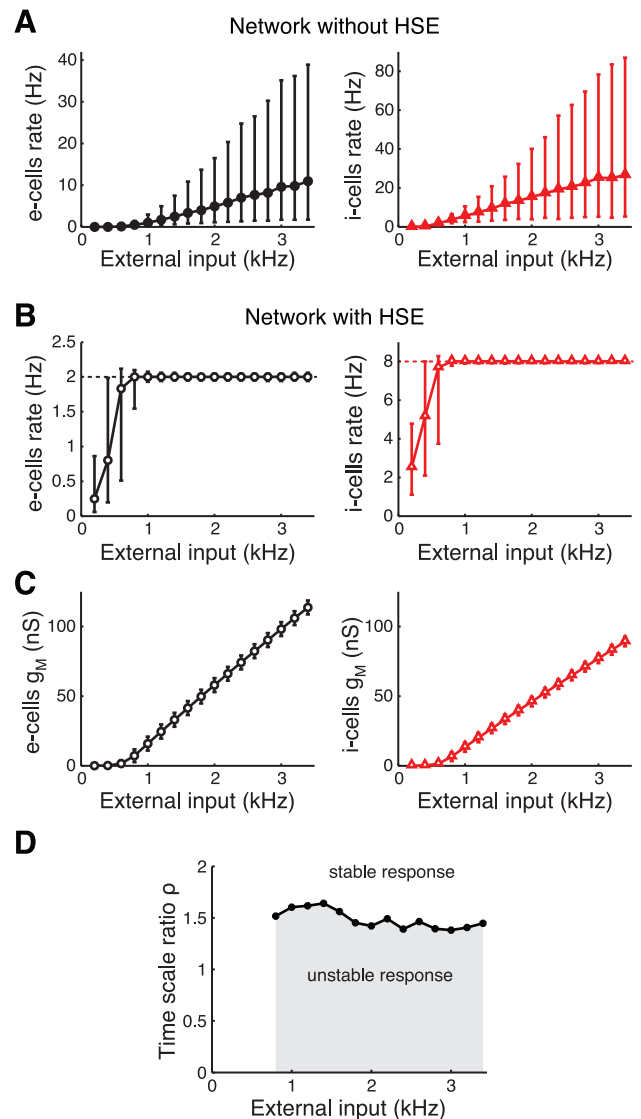 A
Network without HSE
e-cells rate (Hz)
40
20
10
0
0 1 2 3
External input (kHz)
i-cells rate (Hz)
80
60
40
20
0
0 1 2 3
External input (kHz)
B
Network with HSE
e-cells rate (Hz)
2.5
2
1.5
1
0.5
0
0 1 2 3
External input (kHz)
i-cells rate (Hz)
8
6
4
2
0
0 1 2 3
External input (kHz)
C
e-cells gM (nS)
100
50
0
0 1 2 3
External input (kHz)
i-cells gM (nS)
100
50
0
0 1 2 3
External input (kHz)
D
Time scale ratio ρ
2
1.5
1
0.5
0
stable response
unstable response
0 1 2 3
External input (kHz)